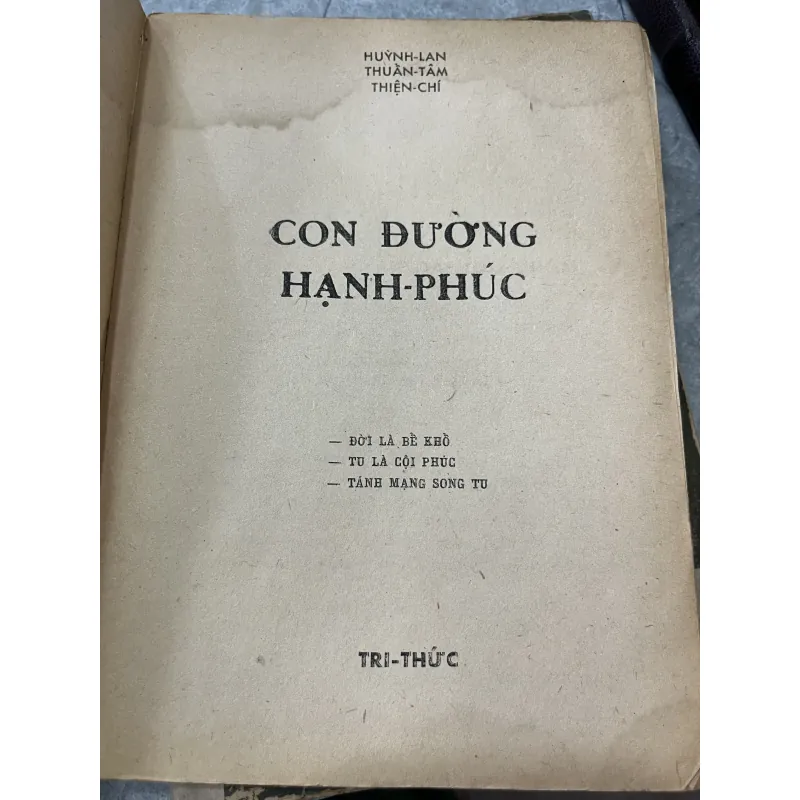 HUỲNH-LAN
THUẦN-TÂM
THIỆN-CHÍ
CON ĐƯỜNG
HẠNH-PHÚC
— ĐỜI LÀ BỂ KHỔ
— TU LÀ CỘI PHÚC
— TÁNH MẠNG SONG TU
TRI-THỨC